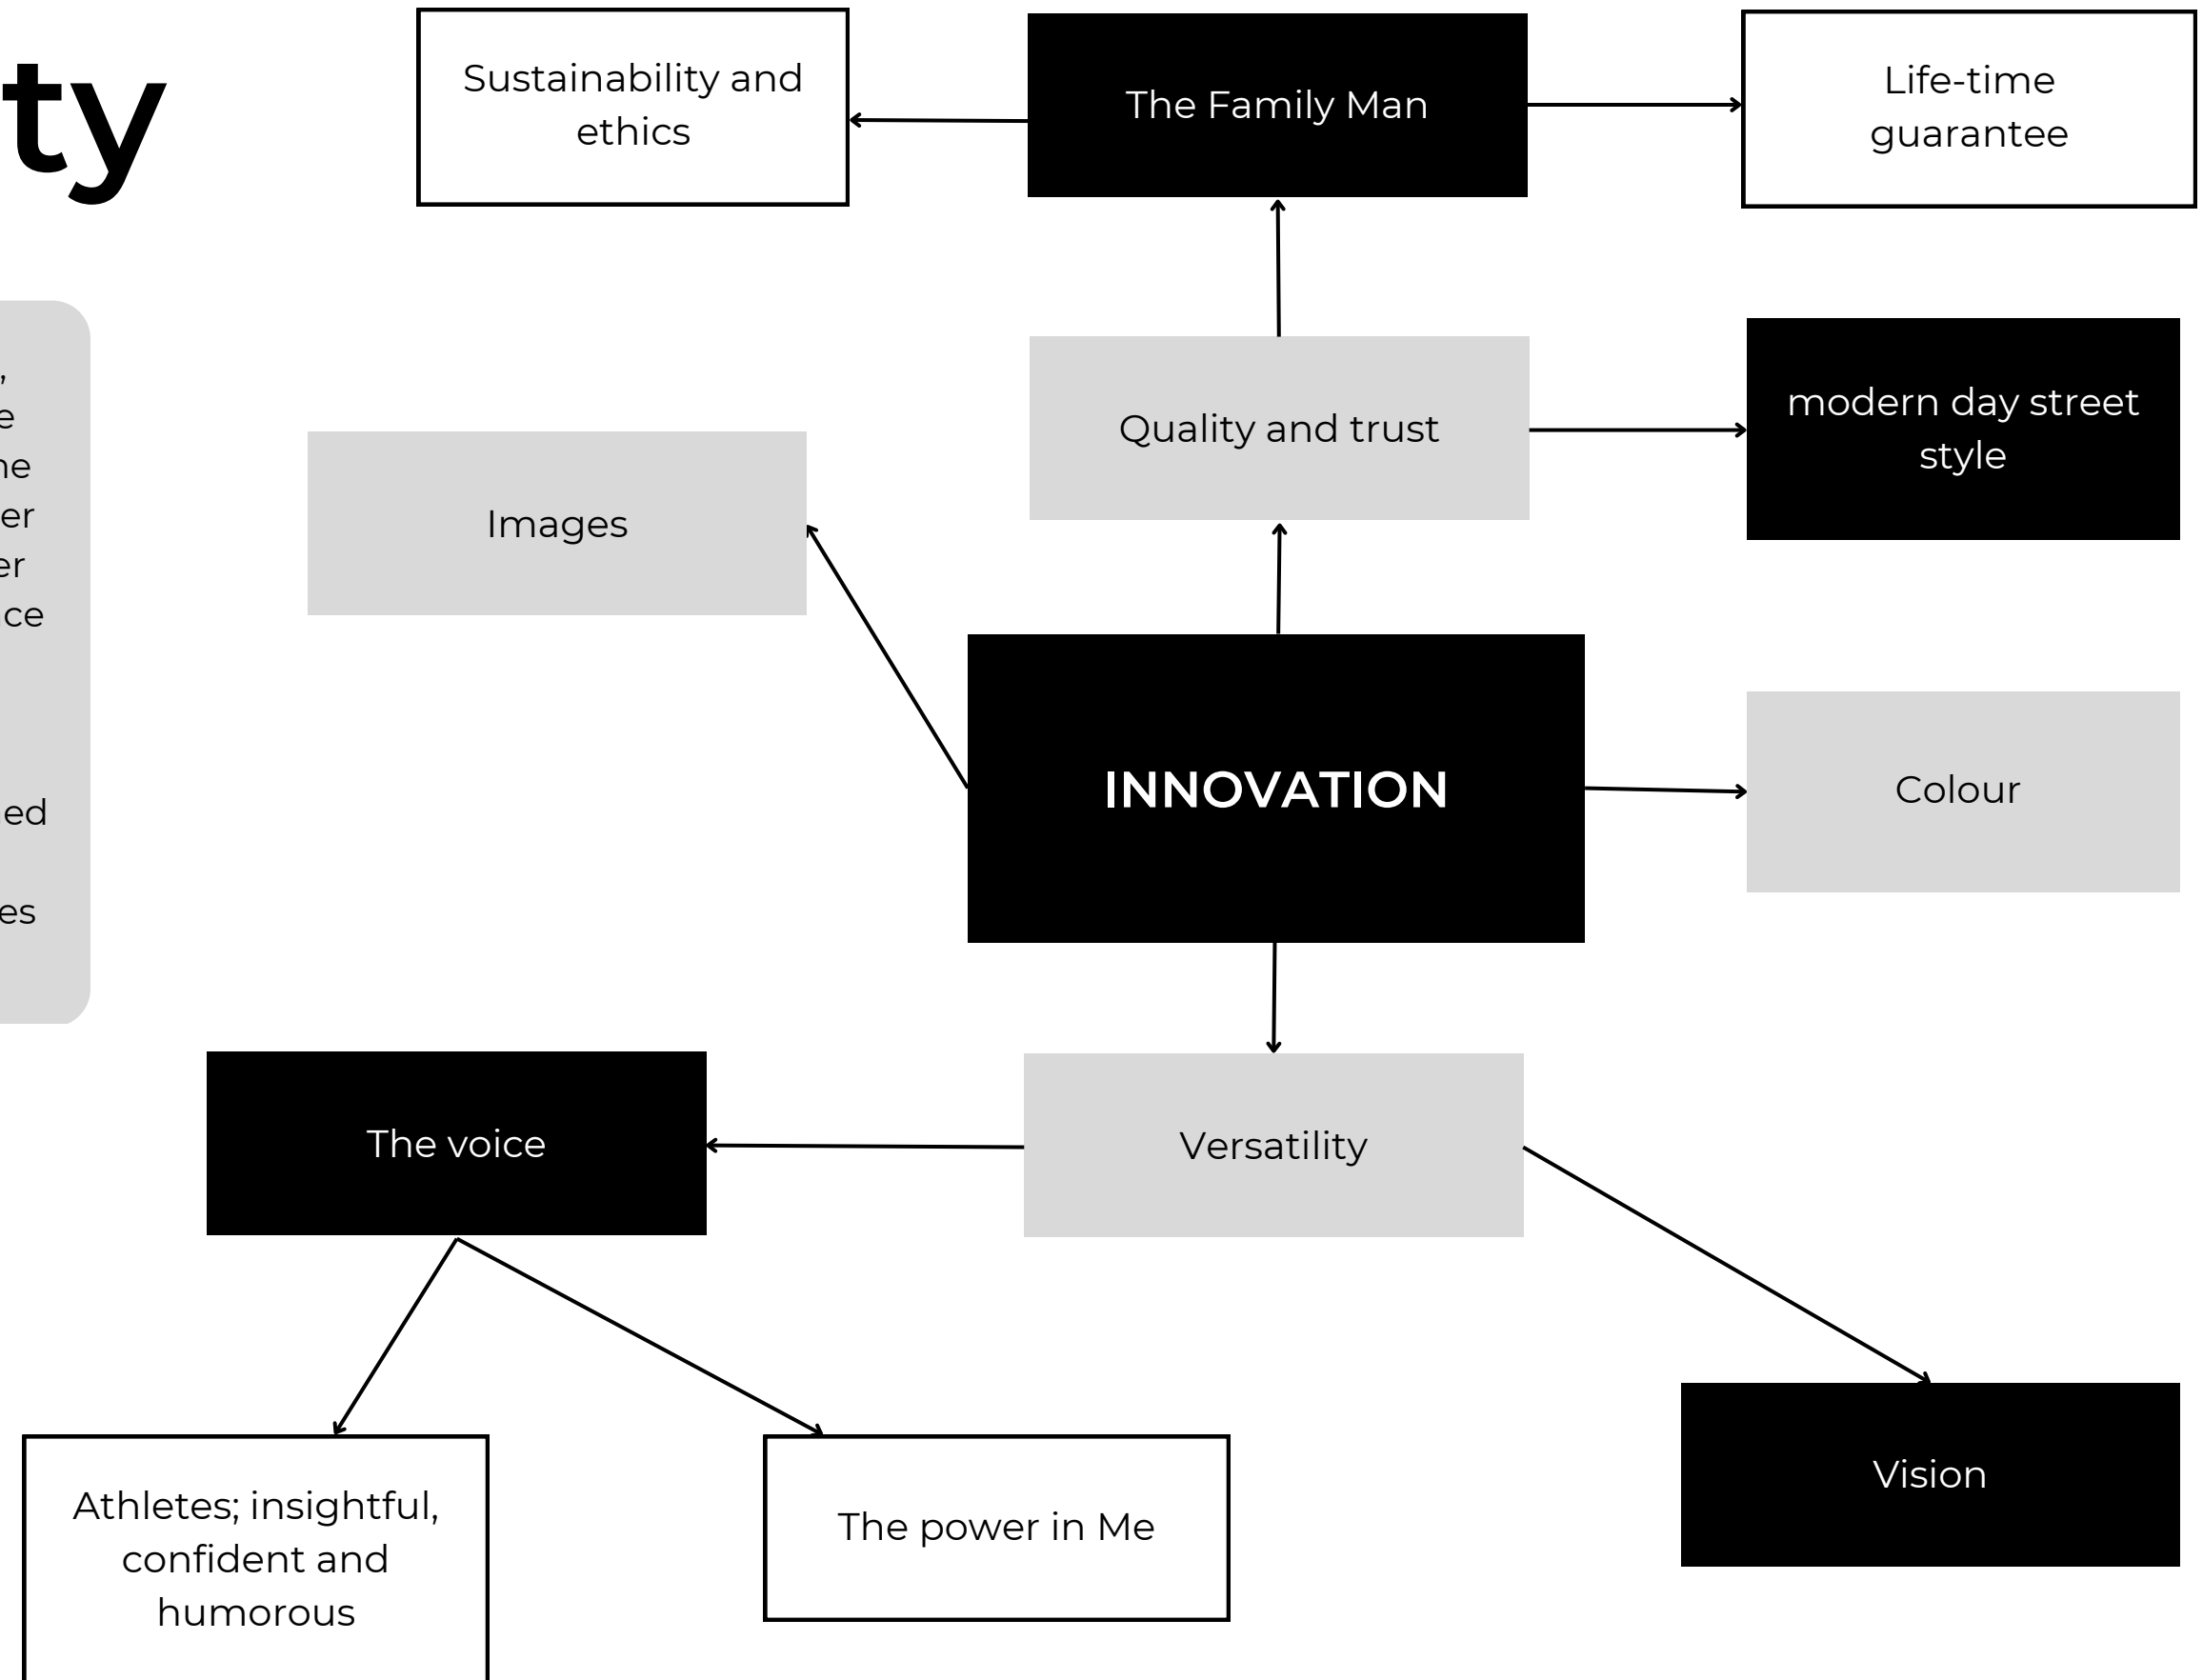 ty
Sustainability and
ethics
The Family Man
Life-time
guarantee
Quality and trust
modern day street
style
Images
INNOVATION
Colour
The voice
Versatility
Athletes; insightful,
confident and
humorous
The power in Me
Vision